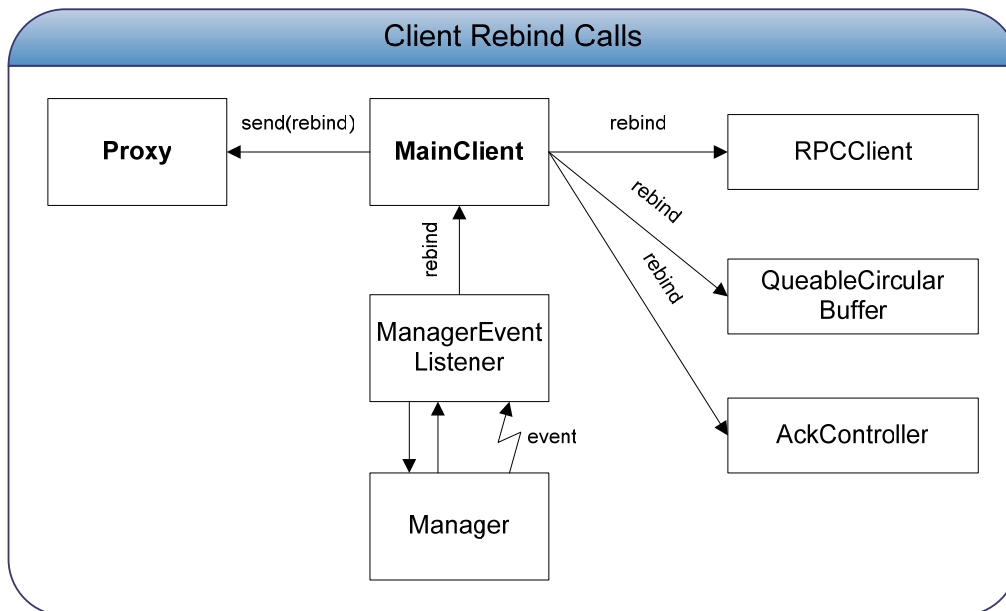 Client Rebind Calls
Proxy
send(rebind)
MainClient
rebind
RPCClient
rebind
QueableCircular
Buffer
rebind
AckController
rebind
ManagerEvent
Listener
event
Manager